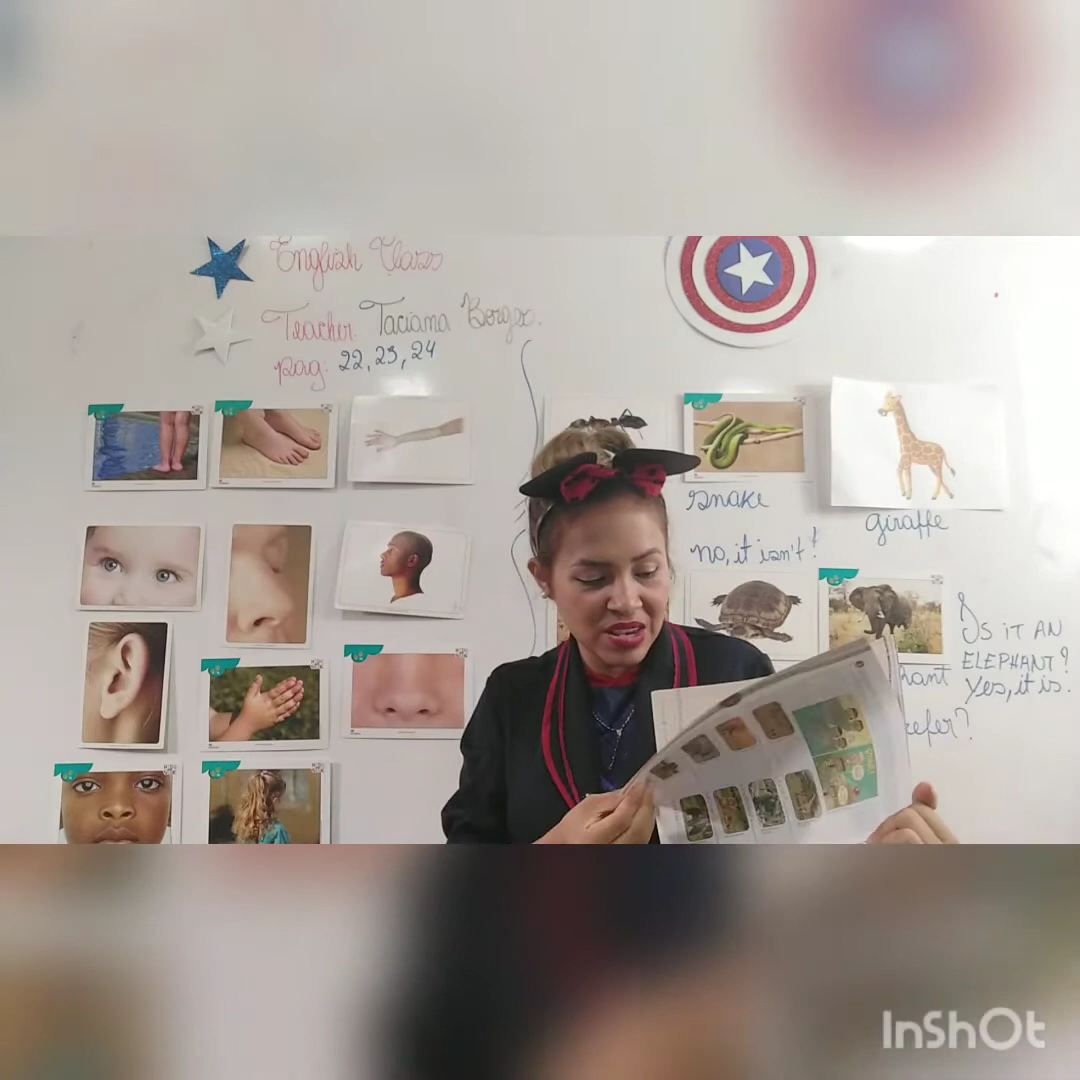 English Class
Teacher. Taciana Borges.
pag. 22, 23, 24
snake
giraffe
no, it isn't!
IS IT AN
ELEPHANT?
Yes, it is.
InShOt